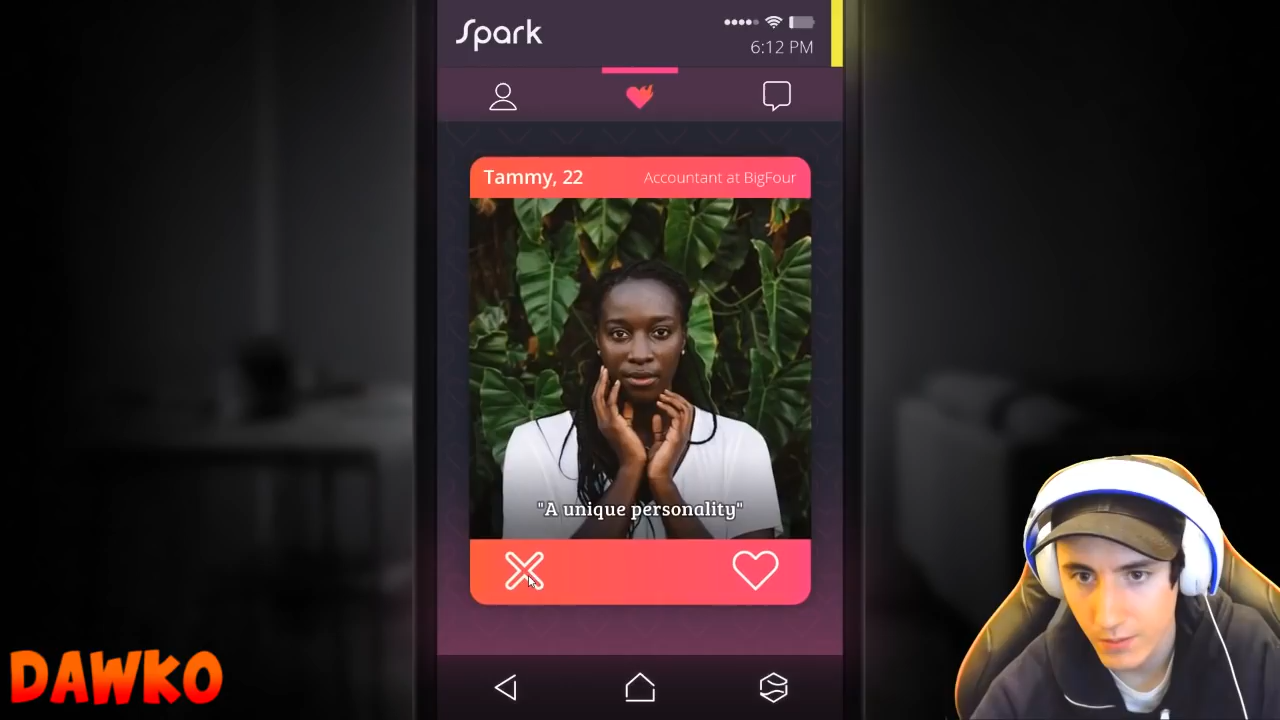 Spark
6:12 PM
Tammy, 22
Accountant at BigFour
"A unique personality"
DAWKO